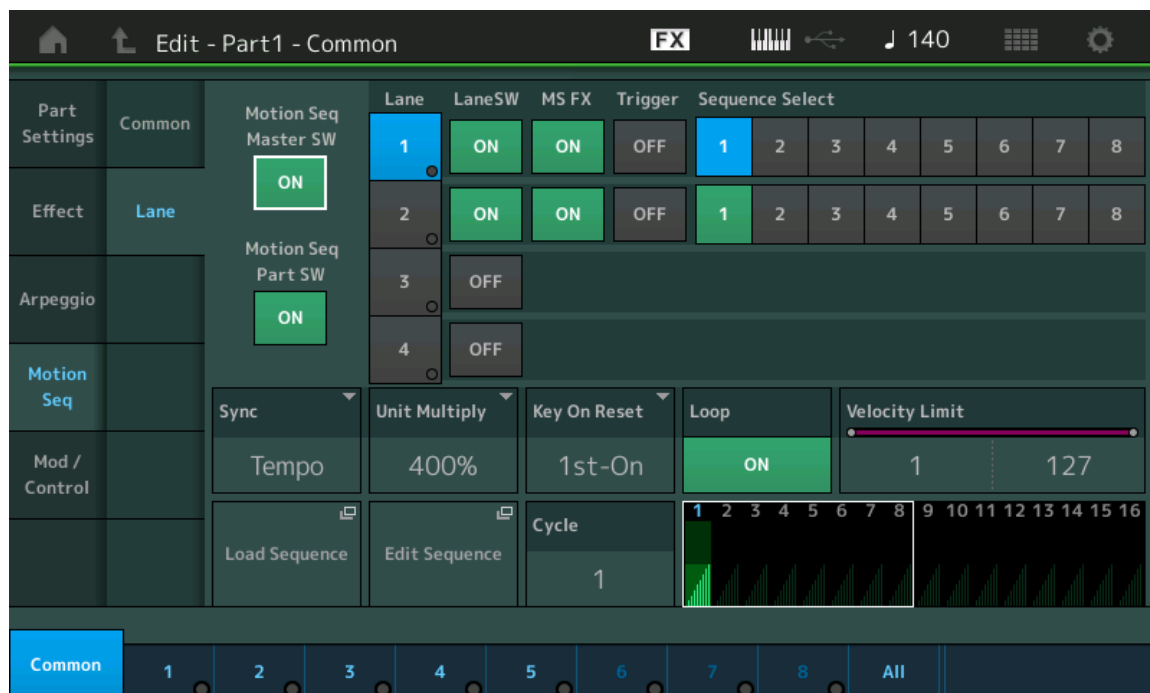 Edit - Part1 - Common
FX
140
Part
Settings
Common
Effect
Lane
Arpeggio
Motion
Seq
Mod /
Control
Motion Seq
Master SW
ON
Motion Seq
Part SW
ON
Lane LaneSW MS FX Trigger Sequence Select
1 ON ON OFF 1 2 3 4 5 6 7 8
2 ON ON OFF 1 2 3 4 5 6 7 8
3 OFF
4 OFF
Sync Unit Multiply Key On Reset Loop Velocity Limit
Tempo 400% 1st-On ON 1 127
Load Sequence Edit Sequence
Cycle
1
1 2 3 4 5 6 7 8 9 10 11 12 13 14 15 16
Common 1 2 3 4 5 6 7 8 All